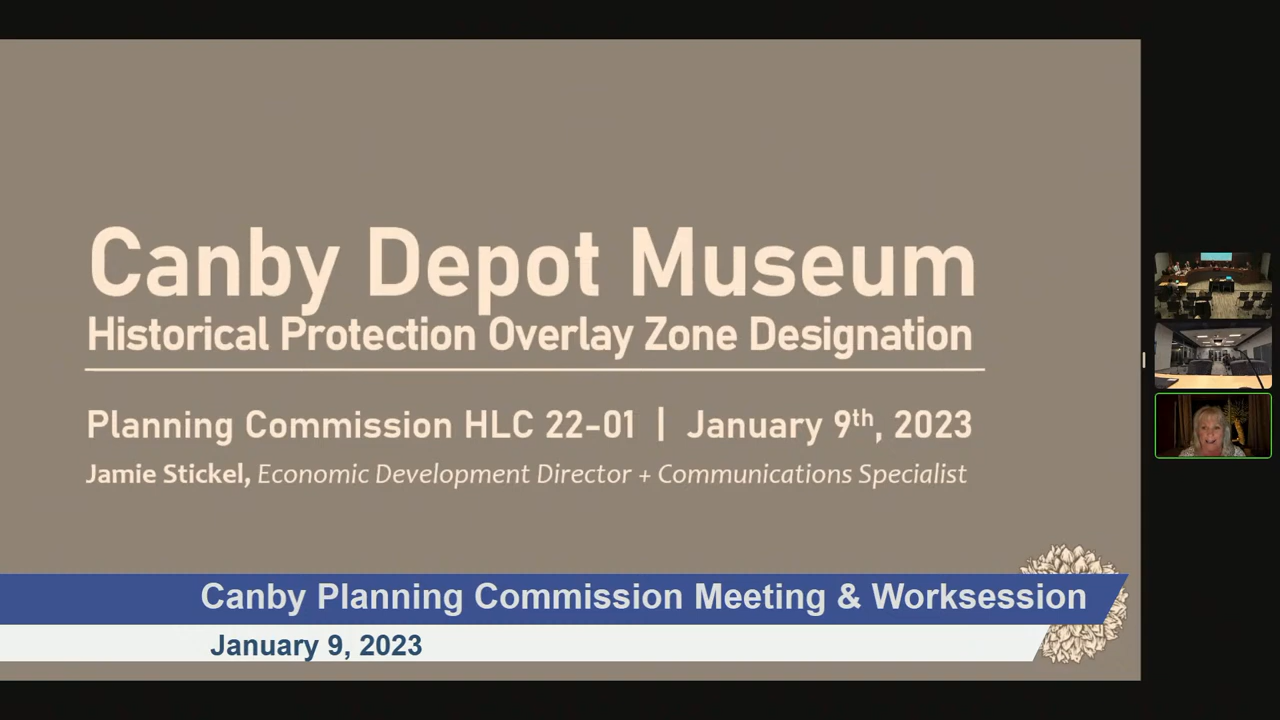 Canby Depot Museum
Historical Protection Overlay Zone Designation
Planning Commission HLC 22-01 | January 9th, 2023
Jamie Stickel, Economic Development Director + Communications Specialist
Canby Planning Commission Meeting & Worksession
January 9, 2023